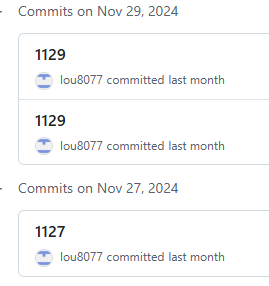 Commits on Nov 29, 2024
1129
lou8077 committed last month
1129
lou8077 committed last month
Commits on Nov 27, 2024
1127
lou8077 committed last month